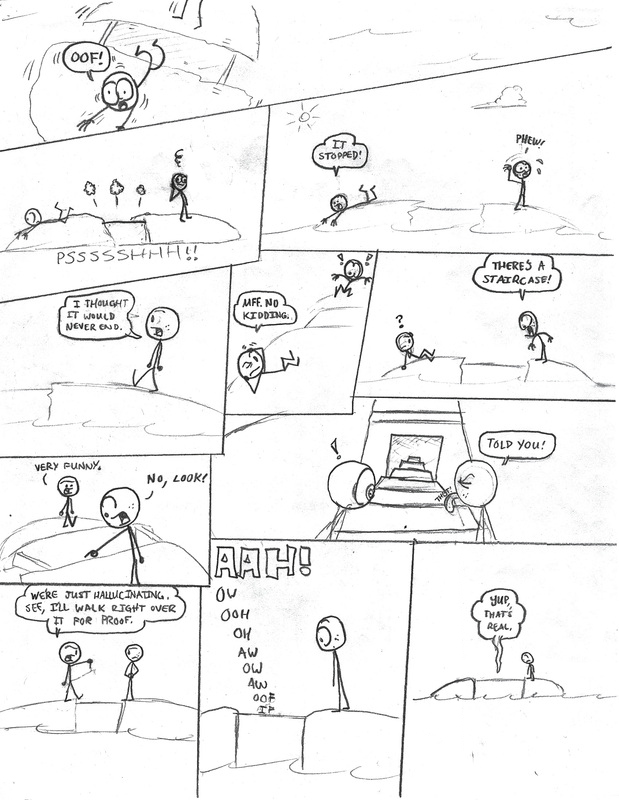 OOF!
PSSSSSHHH!!
IT
STOPPED!
PHEW!
I THOUGHT
IT WOULD
NEVER END.
MFF. NO
KIDDING.
THERE'S A
STAIRCASE!
?
VERY FUNNY.
NO, LOOK!
!
TOLD YOU!
WE'RE JUST HALLUCINATING.
SEE, I'LL WALK RIGHT OVER
IT FOR PROOF.
AAH!
OW
OOH
OH
AW
OW
AW
OOF
IF
YUP,
THAT'S
REAL.